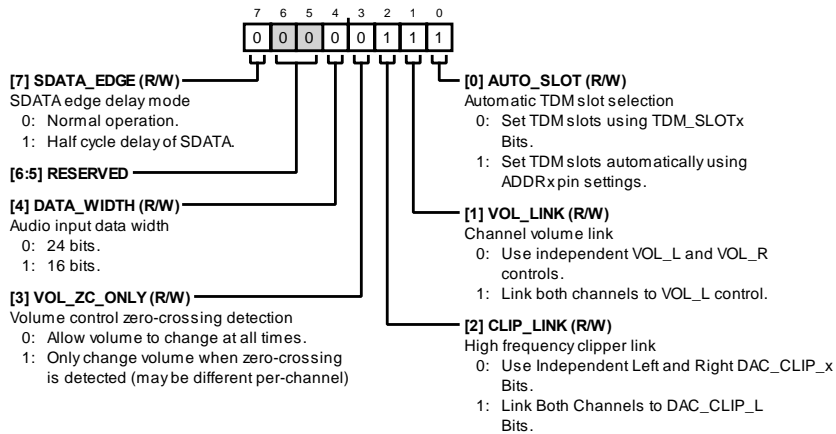 7 6 5 4 3 2 1 0
0 0 0 0 0 1 1 1
[7] SDATA_EDGE (R/W)
SDATA edge delay mode
0: Normal operation.
1: Half cycle delay of SDATA.
[6:5] RESERVED
[4] DATA_WIDTH (R/W)
Audio input data width
0: 24 bits.
1: 16 bits.
[3] VOL_ZC_ONLY (R/W)
Volume control zero-crossing detection
0: Allow volume to change at all times.
1: Only change volume when zero-crossing
is detected (may be different per-channel)
[0] AUTO_SLOT (R/W)
Automatic TDM slot selection
0: Set TDM slots using TDM_SLOTx
Bits.
1: Set TDM slots automatically using
ADDRx pin settings.
[1] VOL_LINK (R/W)
Channel volume link
0: Use independent VOL_L and VOL_R
controls.
1: Link both channels to VOL_L control.
[2] CLIP_LINK (R/W)
High frequency clipper link
0: Use Independent Left and Right DAC_CLIP_x
Bits.
1: Link Both Channels to DAC_CLIP_L
Bits.